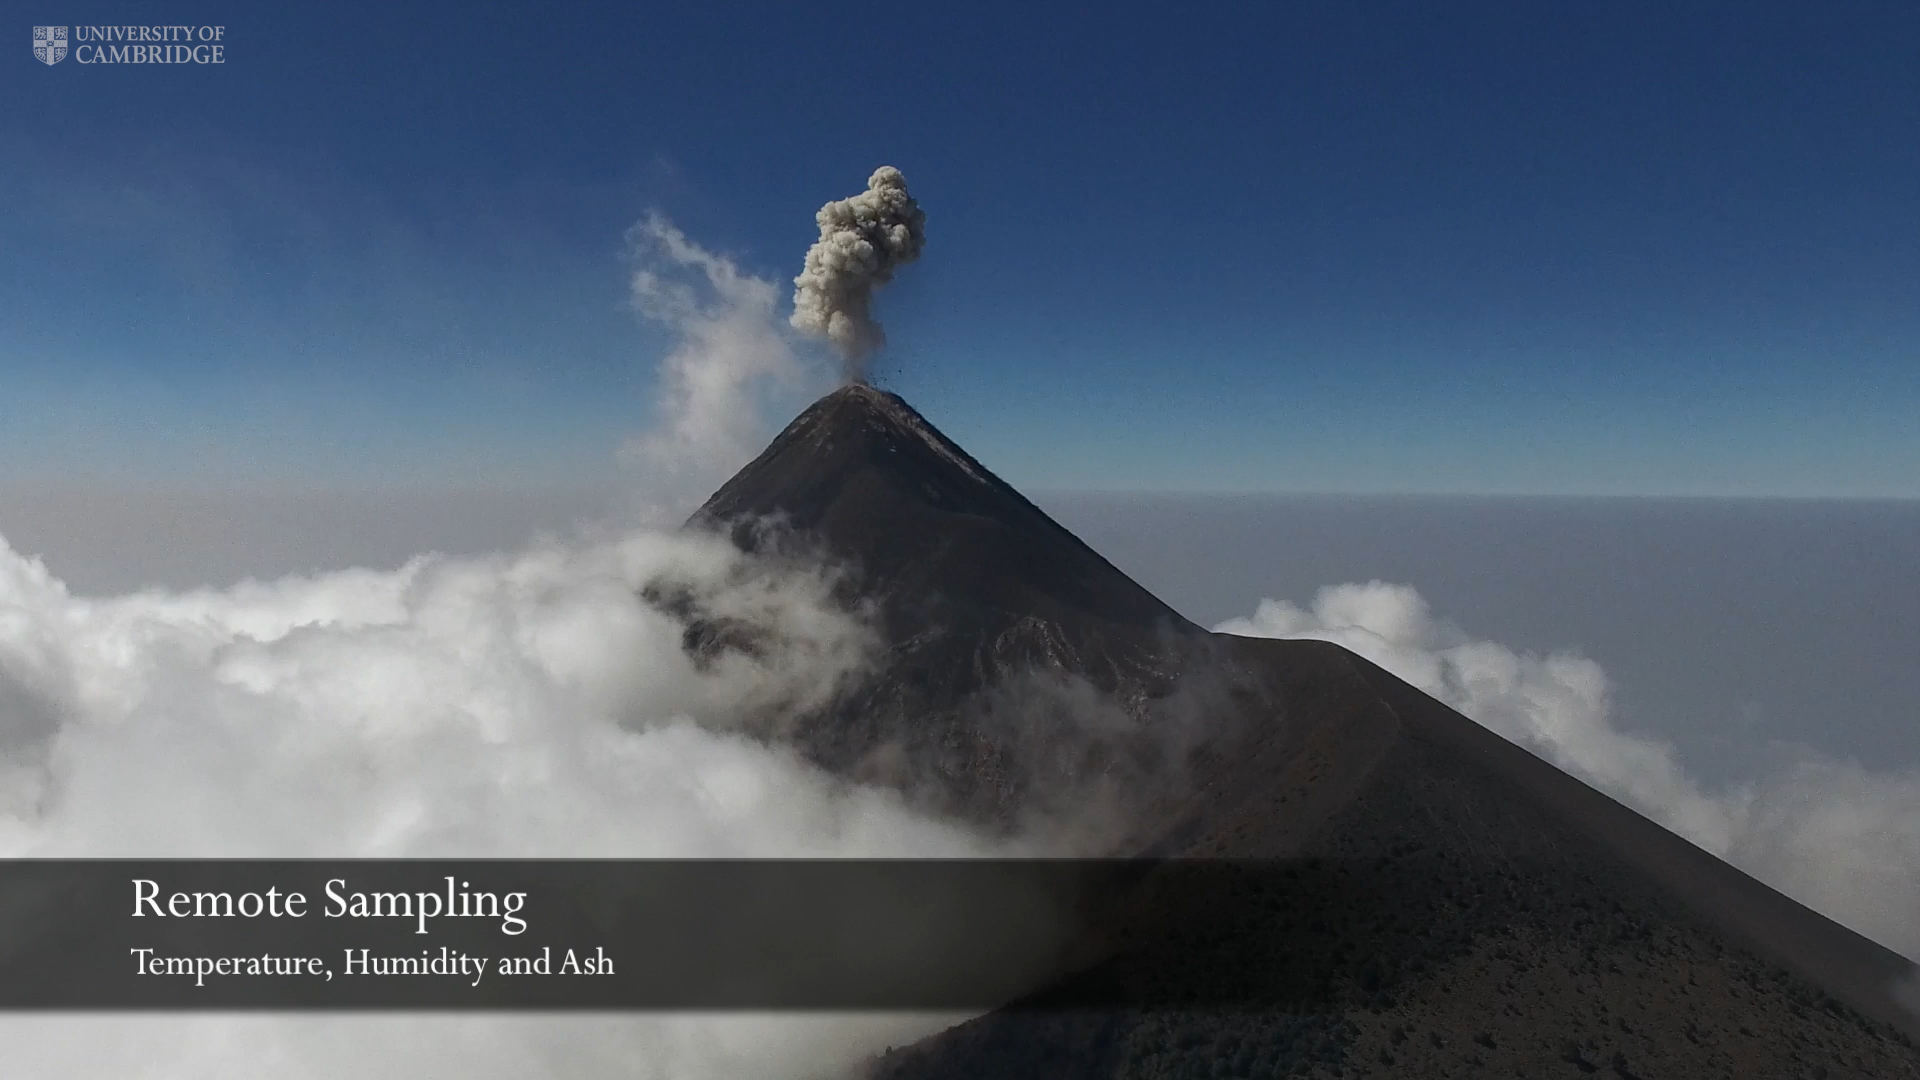 UNIVERSITY OF
CAMBRIDGE
Remote Sampling
Temperature, Humidity and Ash